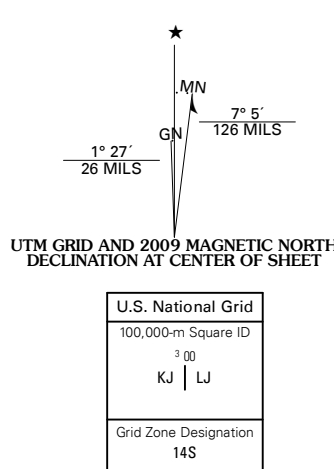 ★
MN
GN
7° 5´
126 MILS
1° 27´
26 MILS
UTM GRID AND 2009 MAGNETIC NORTH
DECLINATION AT CENTER OF SHEET
U.S. National Grid
100,000-m Square ID
3 00
KJ LJ
Grid Zone Designation
14S